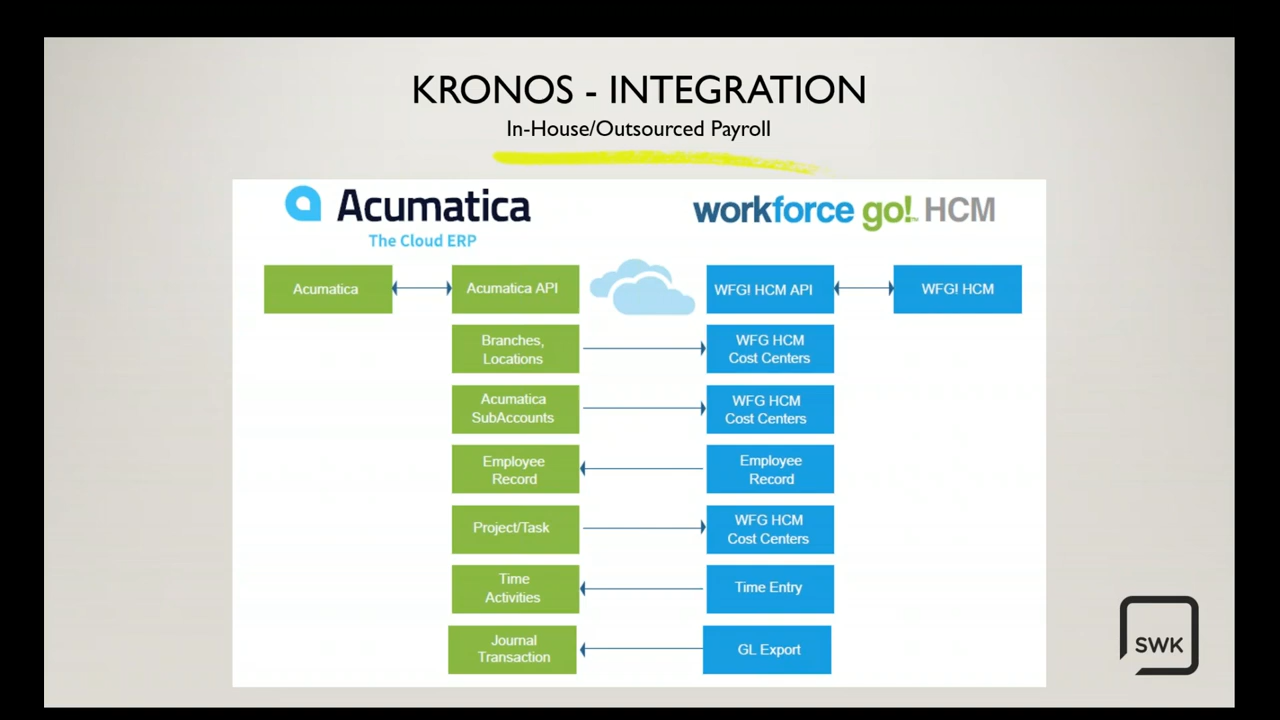 KRONOS - INTEGRATION
In-House/Outsourced Payroll
Acumatica
The Cloud ERP
workforce go!™ HCM
Acumatica
Acumatica API
WFG! HCM API
WFG! HCM
Branches,
Locations
WFG HCM
Cost Centers
Acumatica
SubAccounts
WFG HCM
Cost Centers
Employee
Record
Employee
Record
Project/Task
WFG HCM
Cost Centers
Time
Activities
Time Entry
Journal
Transaction
GL Export
SWK